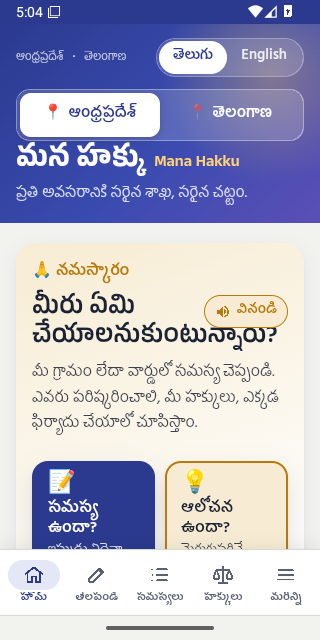 5:04
ఆంధ్రప్రదేశ్ · తెలంగాణ
తెలుగు English
ఆంధ్రప్రదేశ్ తెలంగాణ
మన హక్కు Mana Hakku
ప్రతి అవసరానికి సరైన శాఖ, సరైన చట్టం.
నమస్కారం
మీరు ఏమి
వినండి
చేయాలనుకుంటున్నారు?
మీ గ్రామం లేదా వార్డులో సమస్య చెప్పండి.
ఎవరు పరిష్కరించాలి, మీ హక్కులు, ఎక్కడ
ఫిర్యాదు చేయాలో చూపిస్తాం.
సమస్య
ఉందా?
ఆలోచన
ఉందా?
హోమ్ తెలపండి సమస్యలు హక్కులు మరిన్ని